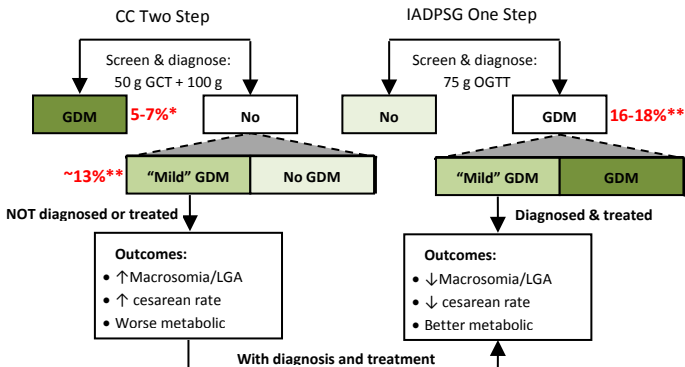 CC Two Step
IADPSG One Step
Screen & diagnose:
50 g GCT + 100 g
Screen & diagnose:
75 g OGTT
GDM
5-7%*
No
No
GDM
16-18%**
~13%**
“Mild” GDM
No GDM
“Mild” GDM
GDM
NOT diagnosed or treated
Diagnosed & treated
Outcomes:
• ↑Macrosomia/LGA
• ↑ cesarean rate
• Worse metabolic
Outcomes:
• ↓Macrosomia/LGA
• ↓ cesarean rate
• Better metabolic
With diagnosis and treatment